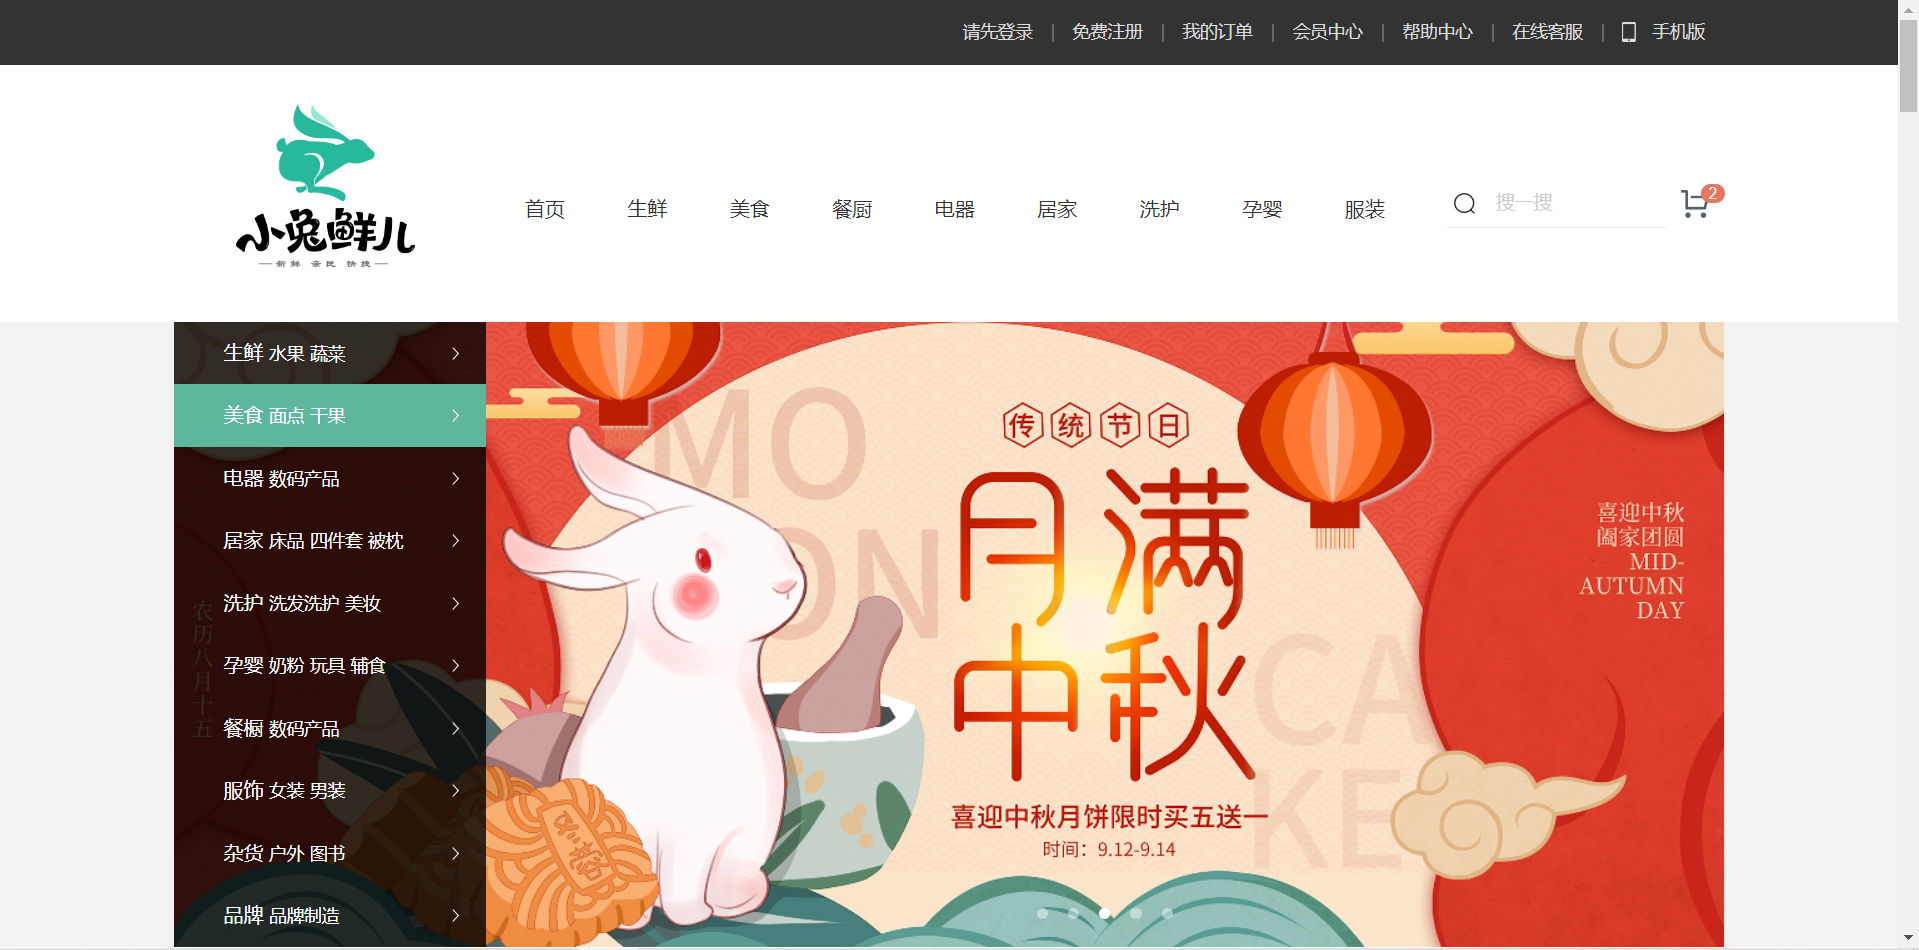 请先登录 免费注册 我的订单 会员中心 帮助中心 在线客服 手机版
小兔鲜儿
新鲜 亲民 快捷
首页 生鲜 美食 餐厨 电器 居家 洗护 孕婴 服装
搜一搜
2
生鲜 水果 蔬菜
美食 面点 干果
电器 数码产品
居家 床品 四件套 被枕
洗护 洗发洗护 美妆
孕婴 奶粉 玩具 辅食
餐橱 数码产品
服饰 女装 男装
杂货 户外 图书
品牌 品牌制造
农历八月十五
MO
ON
传统节日
月满
中秋
喜迎中秋月饼限时买五送一
时间：9.12-9.14
CA
KE
喜迎中秋
阖家团圆
MID-
AUTUMN
DAY